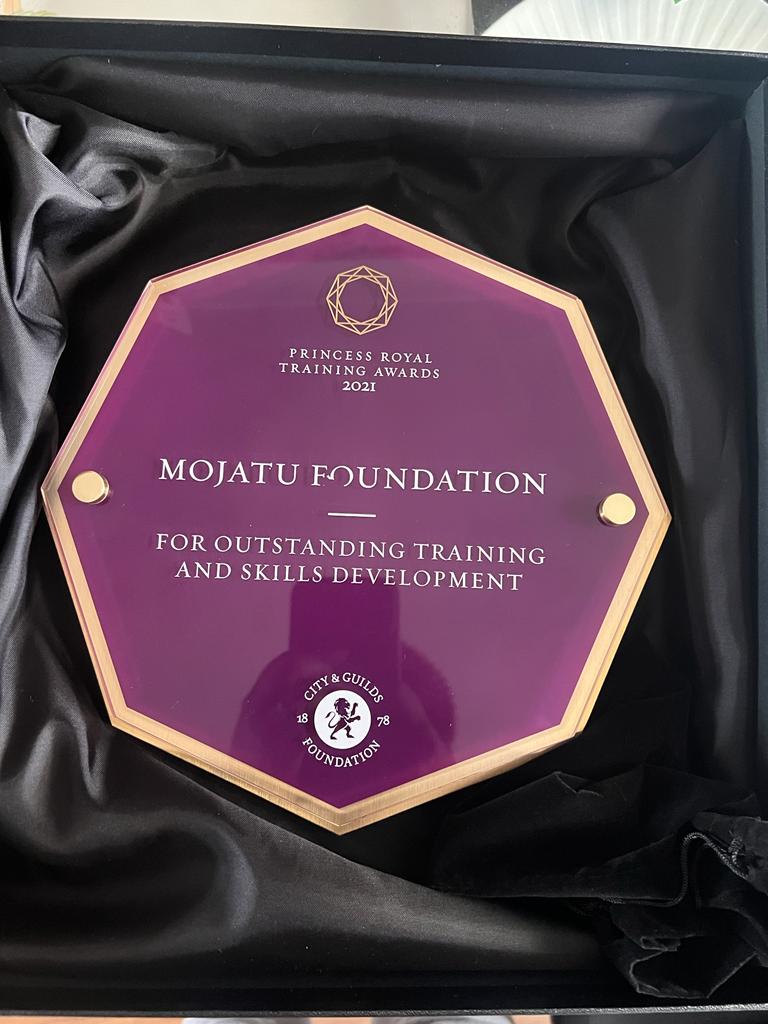 PRINCESS ROYAL
TRAINING AWARDS
2021
MOJATU FOUNDATION
FOR OUTSTANDING TRAINING
AND SKILLS DEVELOPMENT
CITY & GUILDS
18 78
FOUNDATION